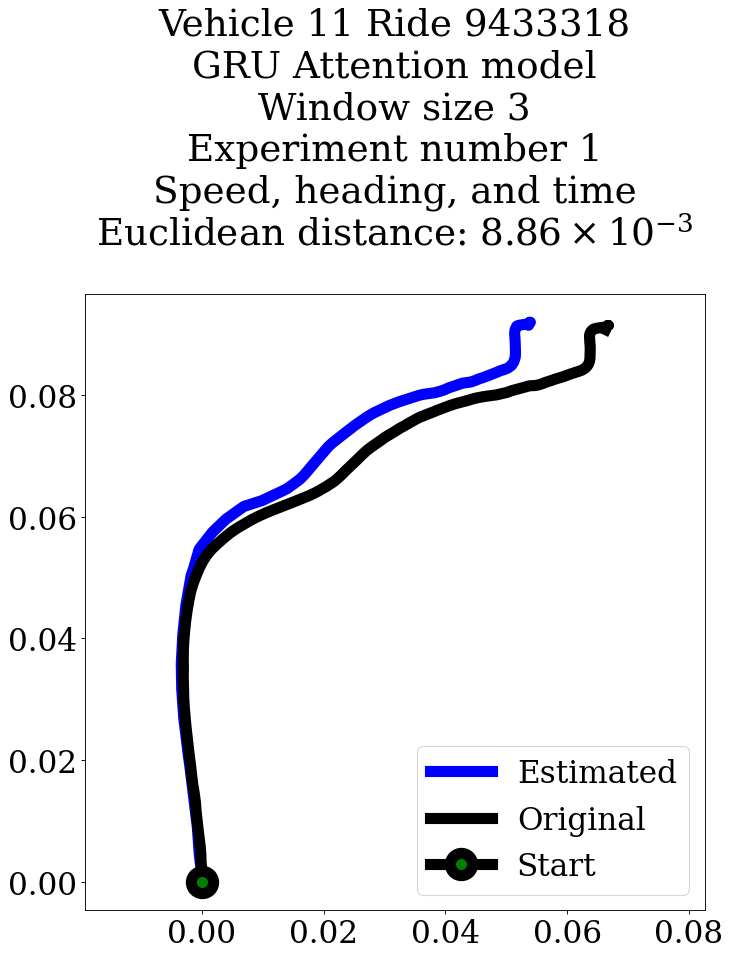 Vehicle 11 Ride 9433318
GRU Attention model
Window size 3
Experiment number 1
Speed, heading, and time
Euclidean distance: 8.86 × 10⁻³
0.08
0.06
0.04
0.02
0.00
Estimated
Original
Start
0.00 0.02 0.04 0.06 0.08